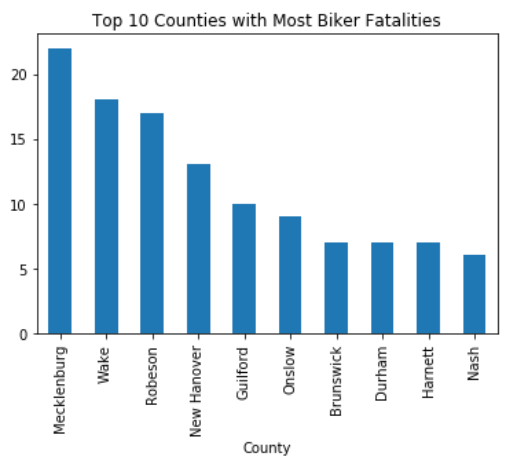 Top 10 Counties with Most Biker Fatalities
20
15
10
5
0
Mecklenburg
Wake
Robeson
New Hanover
Guilford
Onslow
Brunswick
Durham
Harnett
Nash
County